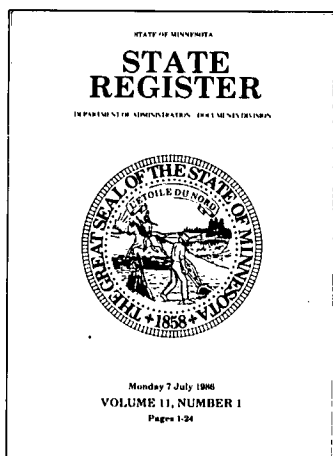 STATE OF MINNESOTA
STATE
REGISTER
DEPARTMENT OF ADMINISTRATION DOCUMENTS DIVISION
THE GREAT SEAL OF THE STATE OF MINNESOTA
L'ETOILE DU NORD
1858
Monday 7 July 1986
VOLUME 11, NUMBER 1
Pages 1-24